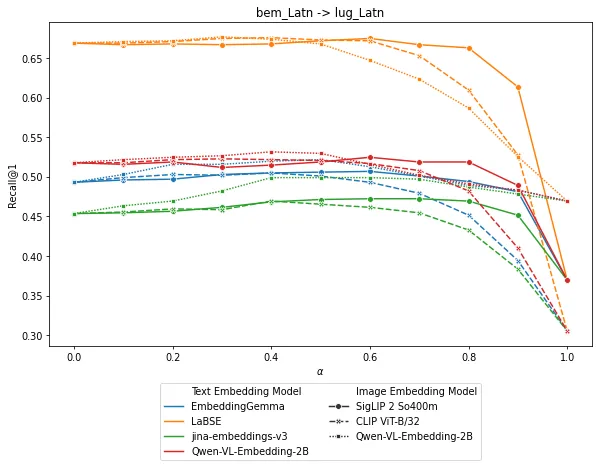 bem_Latn -> lug_Latn
Recall@1
0.65
0.60
0.55
0.50
0.45
0.40
0.35
0.30
0.0 0.2 0.4 0.6 0.8 1.0
α
Text Embedding Model Image Embedding Model
EmbeddingGemma SigLIP 2 So400m
LaBSE CLIP ViT-B/32
jina-embeddings-v3 Qwen-VL-Embedding-2B
Qwen-VL-Embedding-2B